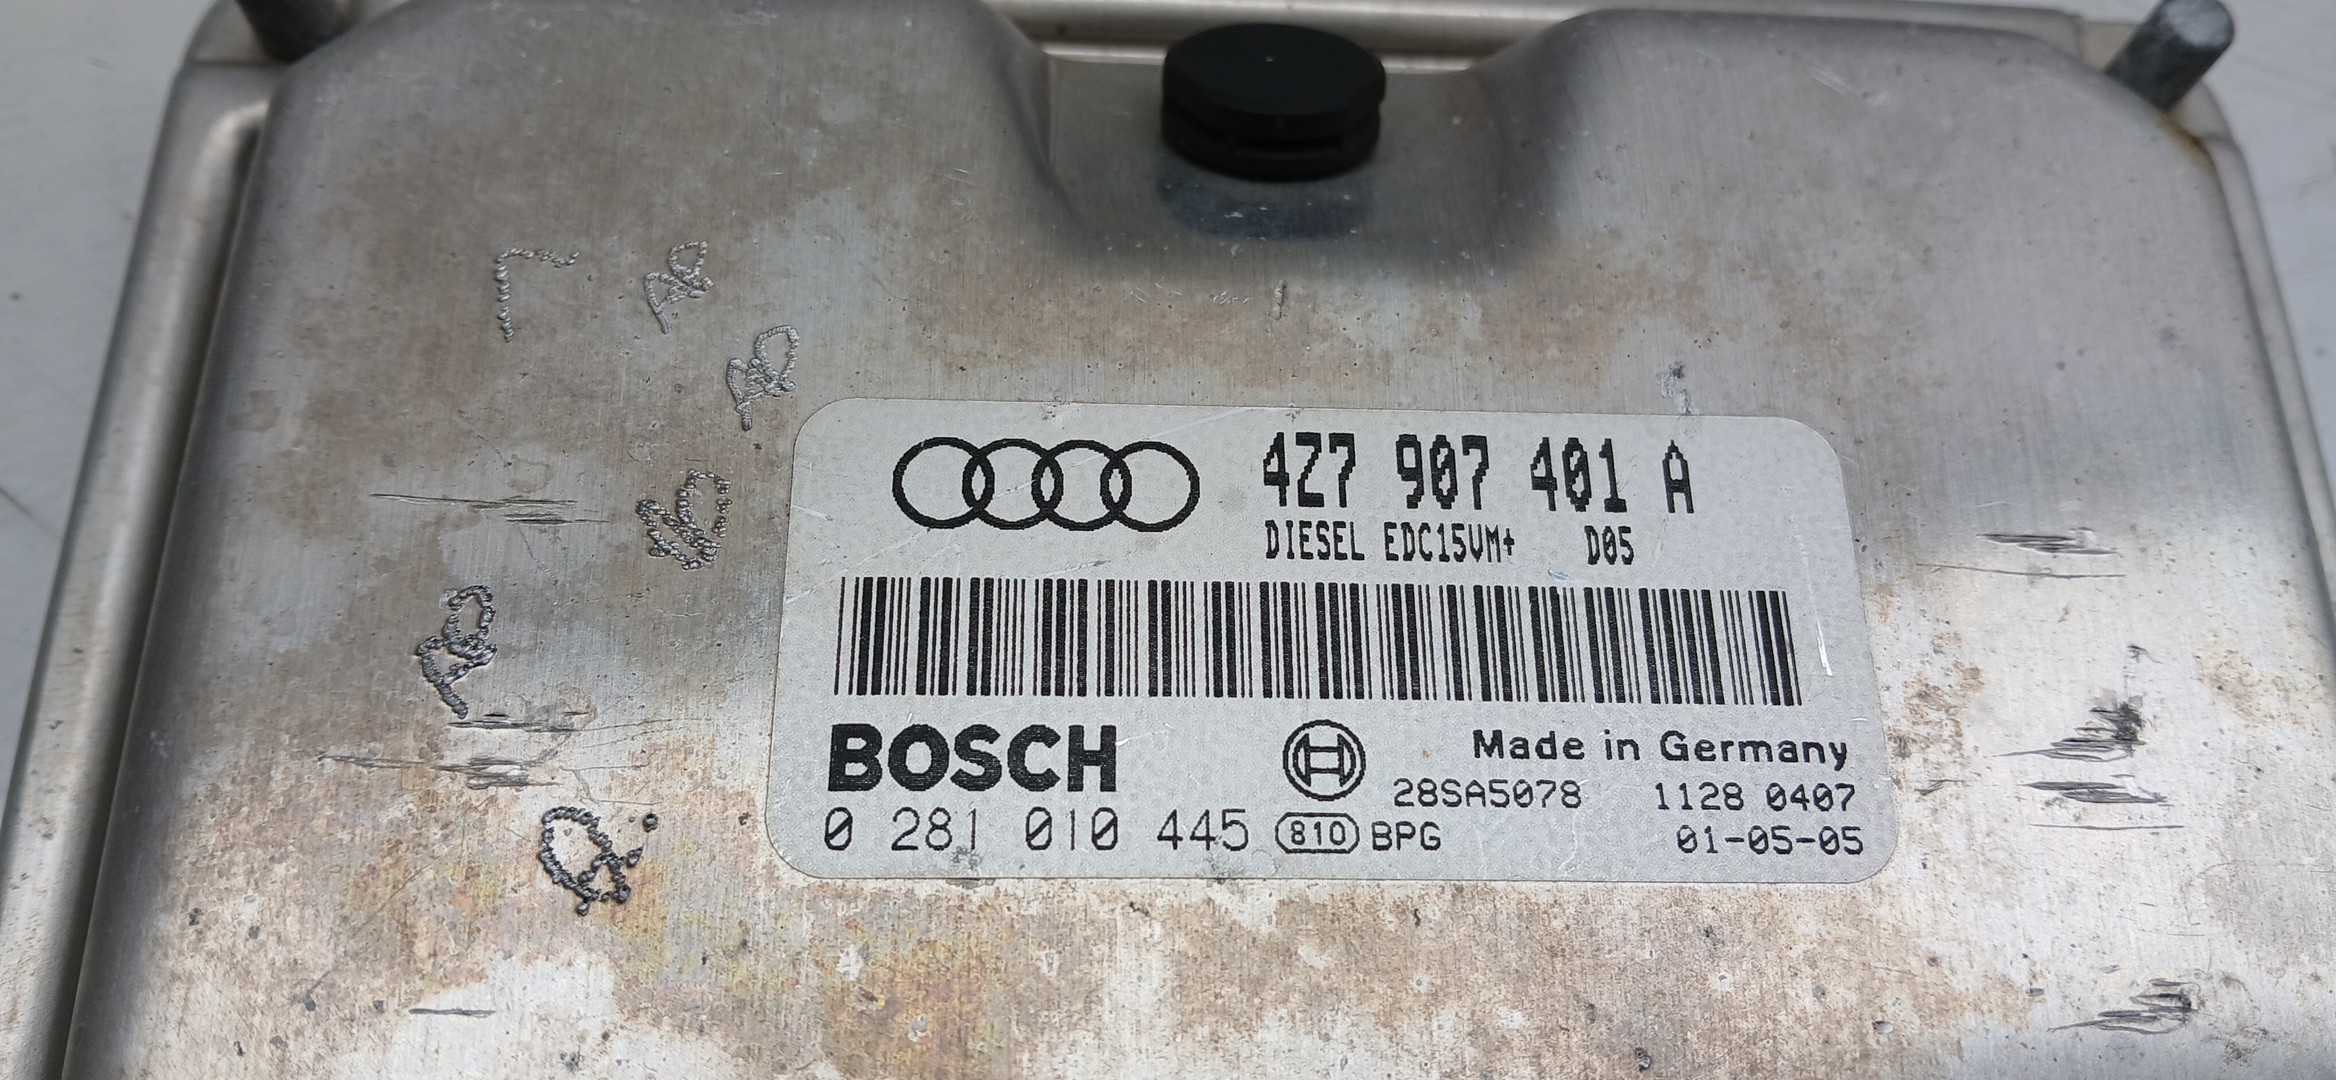 4Z7 907 401 A
DIESEL EDC15VM+ D05
BOSCH
Made in Germany
28SA5078 1128 0407
0 281 010 445 810 BPG 01-05-05